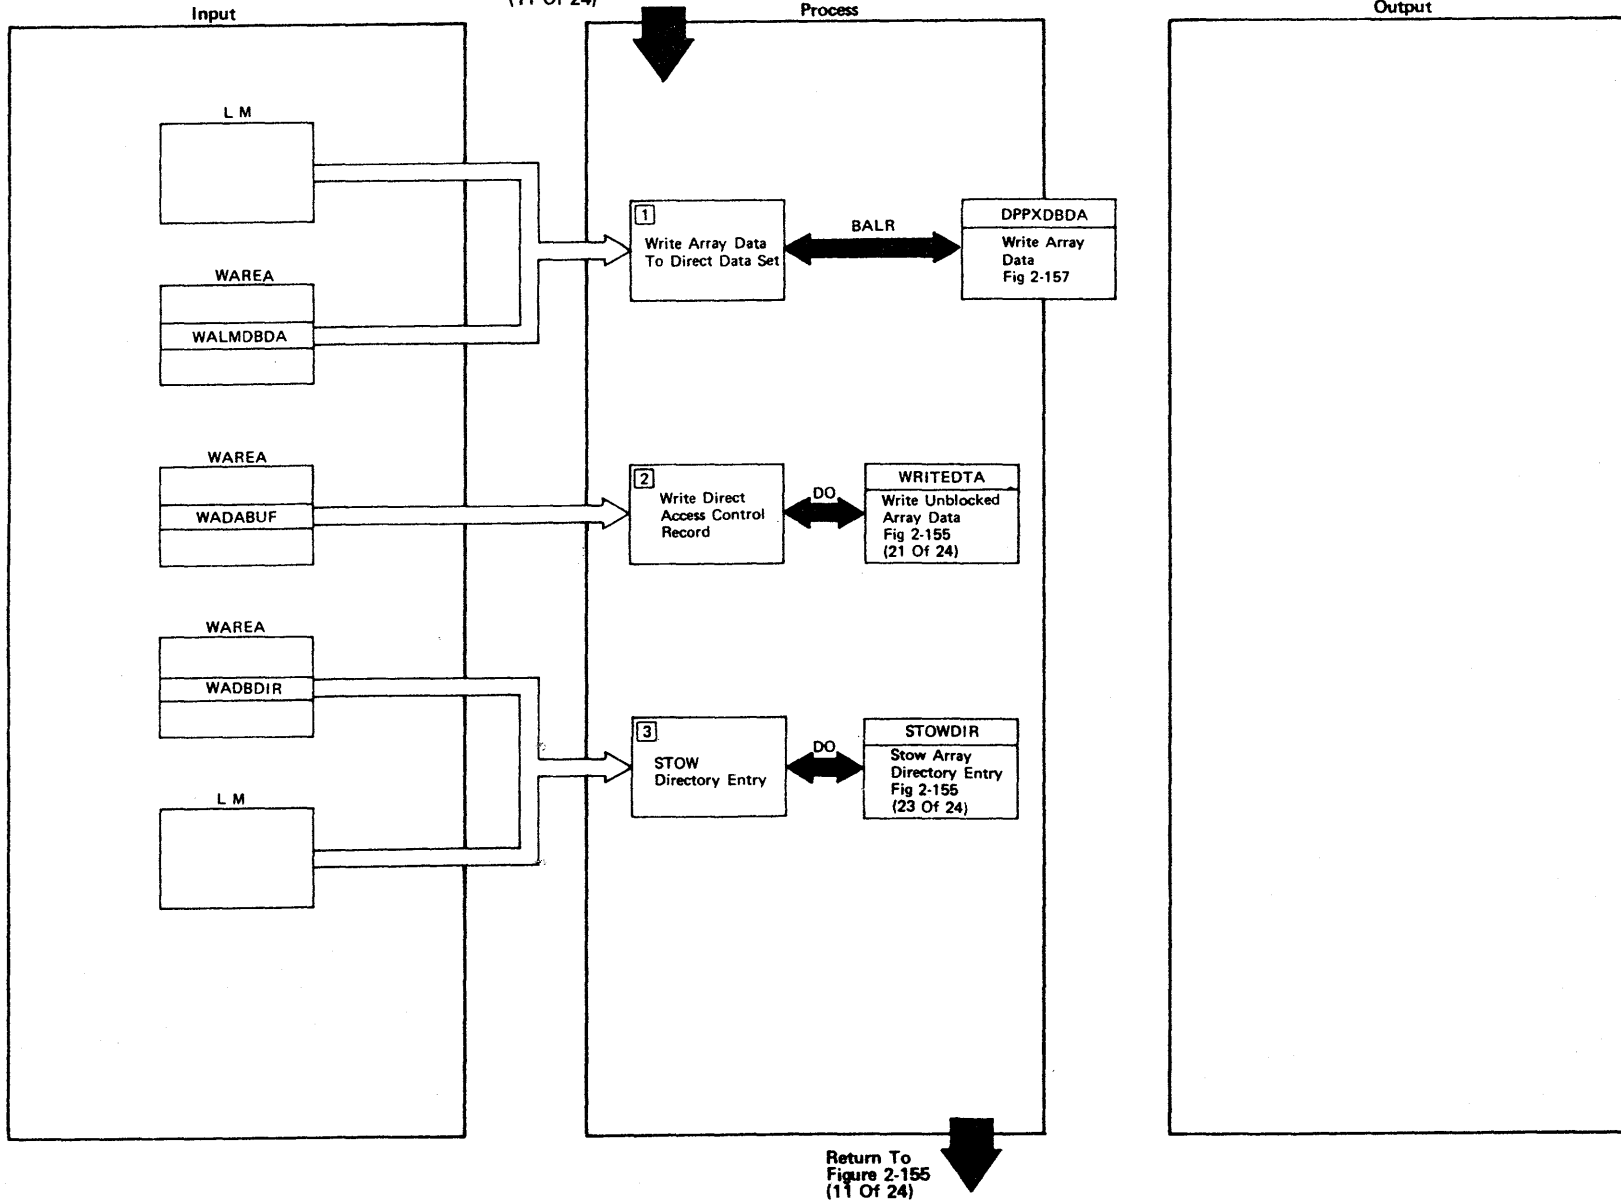 (11 Of 24)
Input
Process
Output
L M
WAREA
WALMDBDA
1
Write Array Data
To Direct Data Set
BALR
DPPXDBDA
Write Array
Data
Fig 2-157
WAREA
WADABUF
2
Write Direct
Access Control
Record
DO
WRITEDTA
Write Unblocked
Array Data
Fig 2-155
(21 Of 24)
WAREA
WADBDIR
L M
3
STOW
Directory Entry
DO
STOWDIR
Stow Array
Directory Entry
Fig 2-155
(23 Of 24)
Return To
Figure 2-155
(11 Of 24)